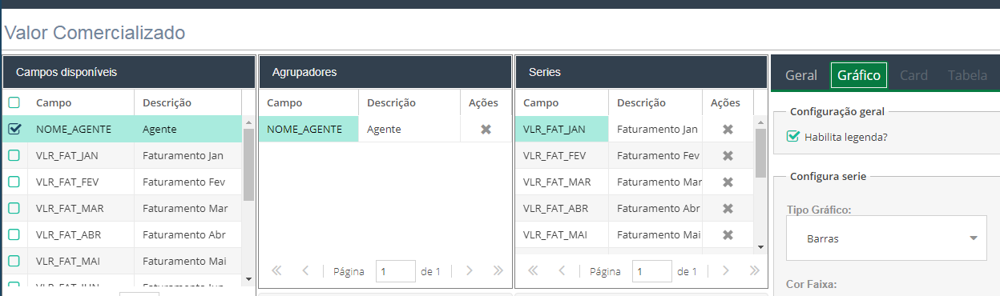 Valor Comercializado
Campos disponíveis
Campo Descrição
NOME_AGENTE Agente
VLR_FAT_JAN Faturamento Jan
VLR_FAT_FEV Faturamento Fev
VLR_FAT_MAR Faturamento Mar
VLR_FAT_ABR Faturamento Abr
VLR_FAT_MAI Faturamento Mai
VLR_FAT_JUN Faturamento Jun
Agrupadores
Campo Descrição Ações
NOME_AGENTE Agente
Página 1 de 1
Series
Campo Descrição Ações
VLR_FAT_JAN Faturamento Jan
VLR_FAT_FEV Faturamento Fev
VLR_FAT_MAR Faturamento Mar
VLR_FAT_ABR Faturamento Abr
VLR_FAT_MAI Faturamento Mai
Página 1 de 1
Geral Gráfico Card Tabela
Configuração geral
Habilita legenda?
Configura serie
Tipo Gráfico:
Barras
Cor Faixa: